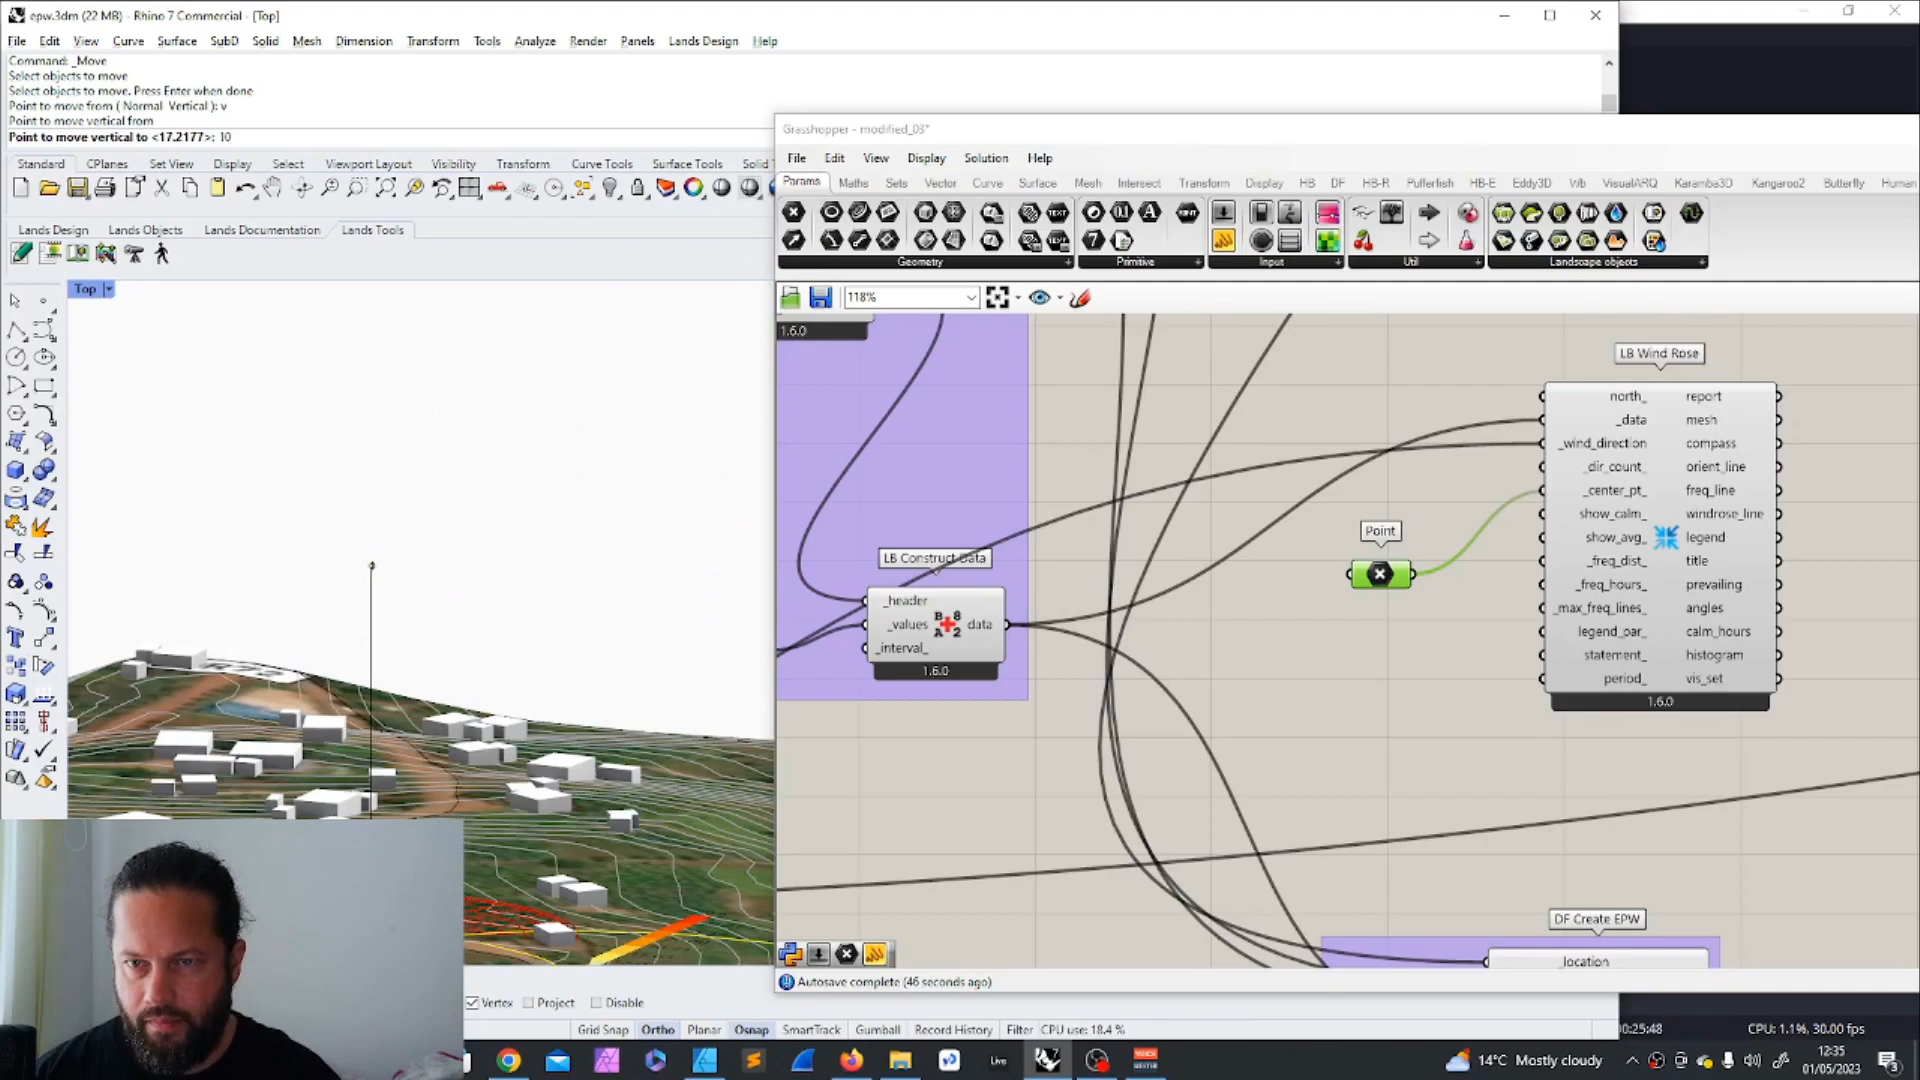 epw.3dm (22 MB) - Rhino 7 Commercial - [Top]
File Edit View Curve Surface SubD Solid Mesh Dimension Transform Tools Analyze Render Panels Lands Design Help
Command: _Move
Select objects to move
Select objects to move. Press Enter when done
Point to move from ( Normal Vertical ): v
Point to move vertical from
Point to move vertical to <17.2177>: 10
Standard CPlanes Set View Display Select Viewport Layout Visibility Transform Curve Tools Surface Tools Solid T
Lands Design Lands Objects Lands Documentation Lands Tools
Top
Grasshopper - modified_03*
File Edit View Display Solution Help
Params Maths Sets Vector Curve Surface Mesh Intersect Transform Display HB DF HB-R Pufferfish HB-E Eddy3D Wb VisualARQ Karamba3D Kangaroo2 Butterfly Human
Geometry Primitive Input Util Landscape objects
118%
1.6.0
LB Wind Rose
north_ report
_data mesh
_wind_direction compass
_dir_count_ orient_line
_center_pt_ freq_line
show_calm_ windrose_line
show_avg_ legend
_freq_dist_ title
_freq_hours_ prevailing
_max_freq_lines_ angles
legend_par_ calm_hours
statement_ histogram
period_ vis_set
1.6.0
Point
LB Construct Data
_header
_values data
_interval_
1.6.0
DF Create EPW
_location
Autosave complete (46 seconds ago)
Vertex Project Disable
Grid Snap Ortho Planar Osnap SmartTrack Gumball Record History Filter CPU use: 18.4 %
0:25:48 CPU: 1.1%, 30.00 fps
Live
14°C Mostly cloudy
12:35
01/05/2023
3